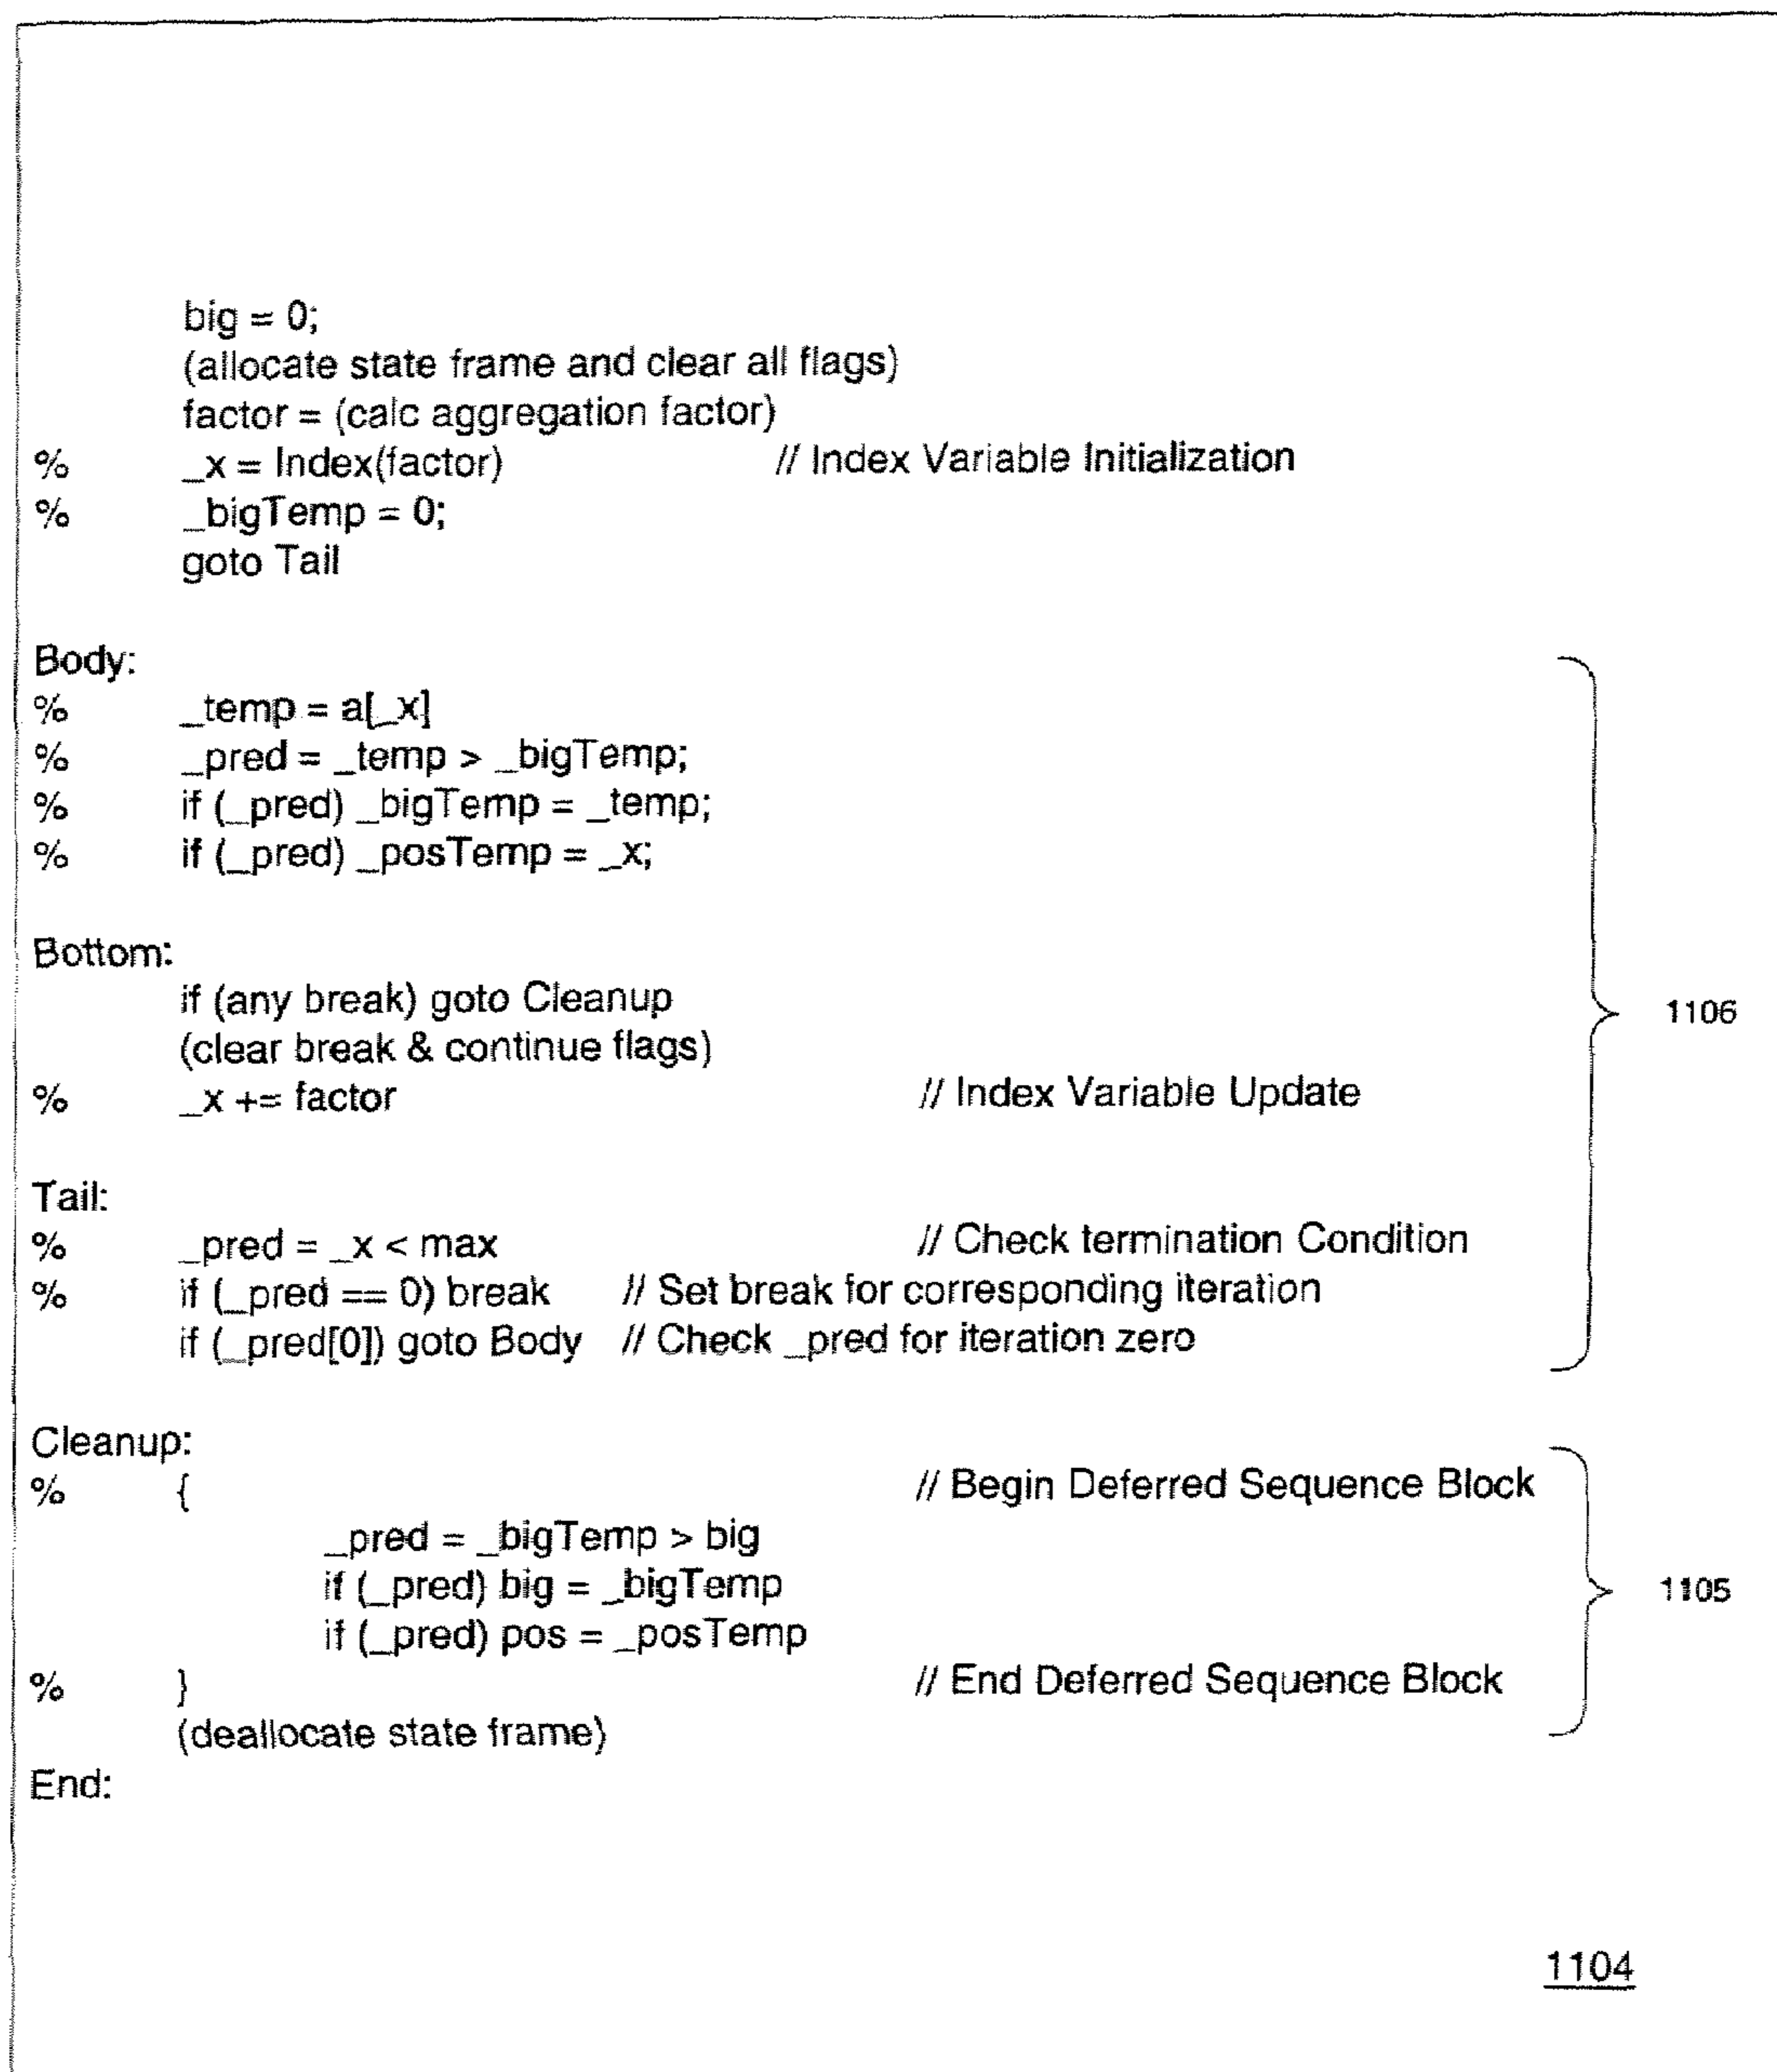 big = 0;
(allocate state frame and clear all flags)
factor = (calc aggregation factor)
% _x = Index(factor) // Index Variable Initialization
% _bigTemp = 0;
goto Tail
Body:
% _temp = a[_x]
% _pred = _temp > _bigTemp;
% if (_pred) _bigTemp = _temp;
% if (_pred) _posTemp = _x;
Bottom:
if (any break) goto Cleanup
(clear break & continue flags)
% _x += factor // Index Variable Update
1106
Tail:
% _pred = _x < max // Check termination Condition
% if (_pred == 0) break // Set break for corresponding iteration
if (_pred[0]) goto Body // Check _pred for iteration zero
Cleanup:
% { // Begin Deferred Sequence Block
_pred = _bigTemp > big
if (_pred) big = _bigTemp
if (_pred) pos = _posTemp
% } // End Deferred Sequence Block
(deallocate state frame)
1105
End:
1104